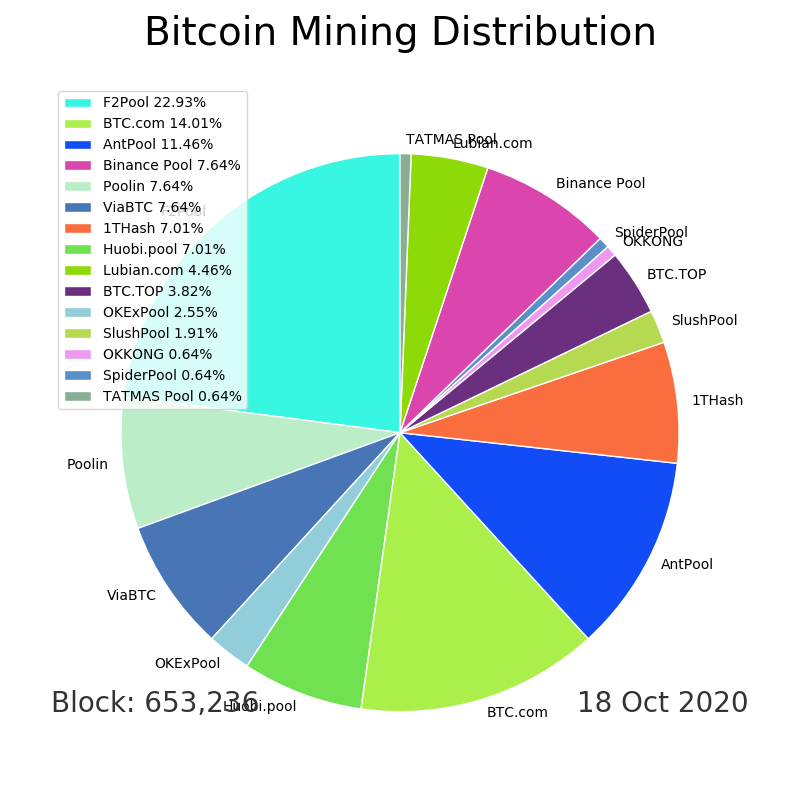 Bitcoin Mining Distribution
F2Pool 22.93%
BTC.com 14.01%
AntPool 11.46%
Binance Pool 7.64%
Poolin 7.64%
ViaBTC 7.64%
1THash 7.01%
Huobi.pool 7.01%
Lubian.com 4.46%
BTC.TOP 3.82%
OKExPool 2.55%
SlushPool 1.91%
OKKONG 0.64%
SpiderPool 0.64%
TATMAS Pool 0.64%
TATMAS Pool
Lubian.com
Binance Pool
SpiderPool
OKKONG
BTC.TOP
SlushPool
1THash
AntPool
BTC.com
Huobi.pool
OKExPool
ViaBTC
Poolin
F2Pool
Block: 653,236
18 Oct 2020